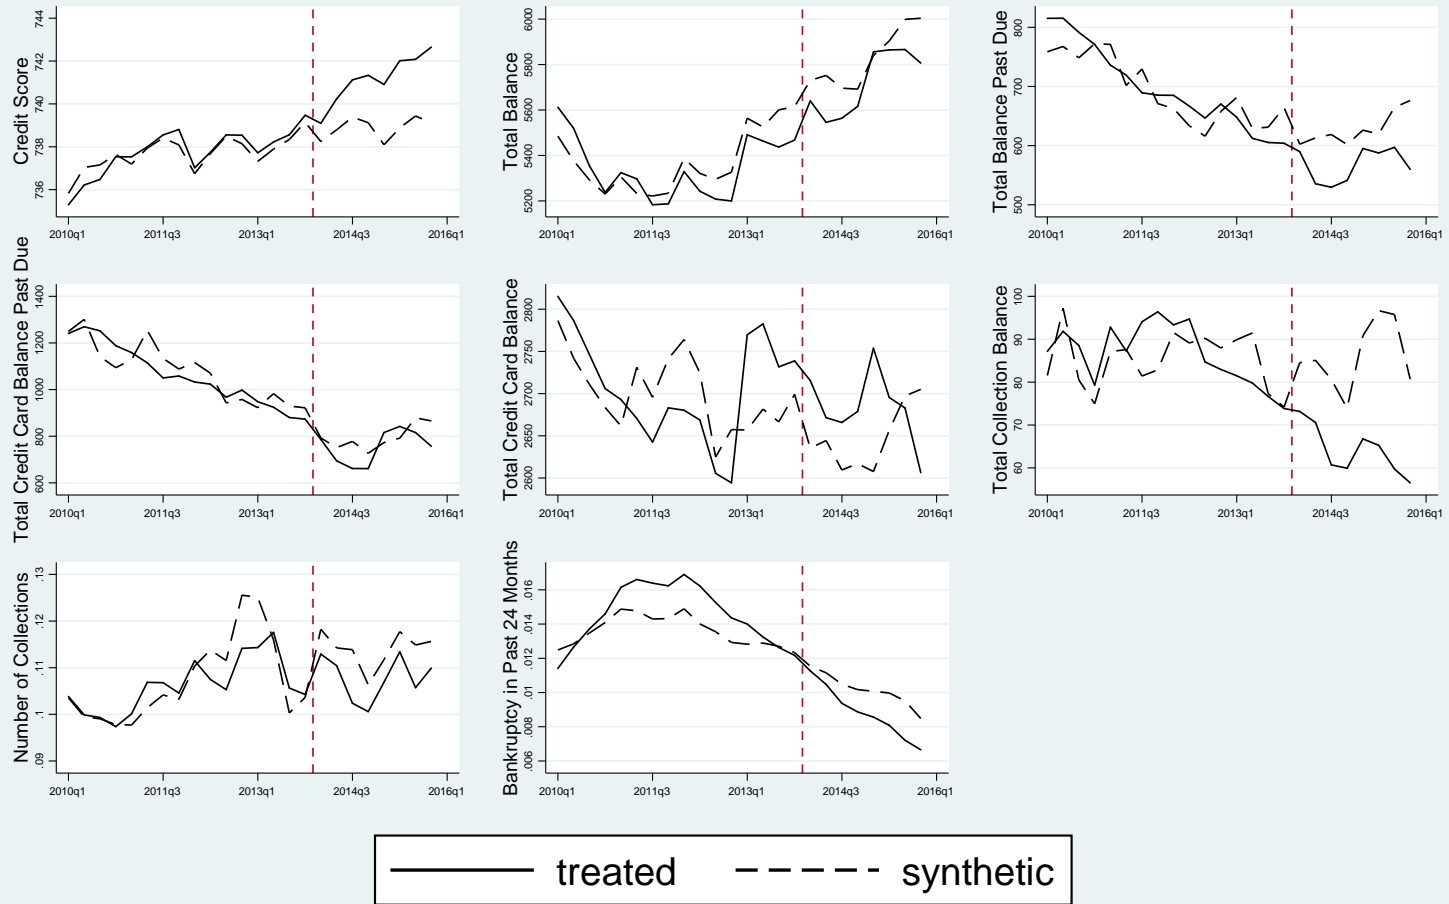 Credit Score
744
742
740
738
736
2010q1 2011q3 2013q1 2014q3 2016q1
Total Balance
6000
5800
5600
5400
5200
2010q1 2011q3 2013q1 2014q3 2016q1
Total Balance Past Due
800
700
600
500
2010q1 2011q3 2013q1 2014q3 2016q1
Total Credit Card Balance Past Due
1400
1200
1000
800
600
2010q1 2011q3 2013q1 2014q3 2016q1
Total Credit Card Balance
2800
2750
2700
2650
2600
2010q1 2011q3 2013q1 2014q3 2016q1
Total Collection Balance
100
90
80
70
60
2010q1 2011q3 2013q1 2014q3 2016q1
Number of Collections
.13
.12
.11
.1
.09
2010q1 2011q3 2013q1 2014q3 2016q1
Bankruptcy in Past 24 Months
.016
.014
.012
.01
.008
.006
2010q1 2011q3 2013q1 2014q3 2016q1
treated synthetic